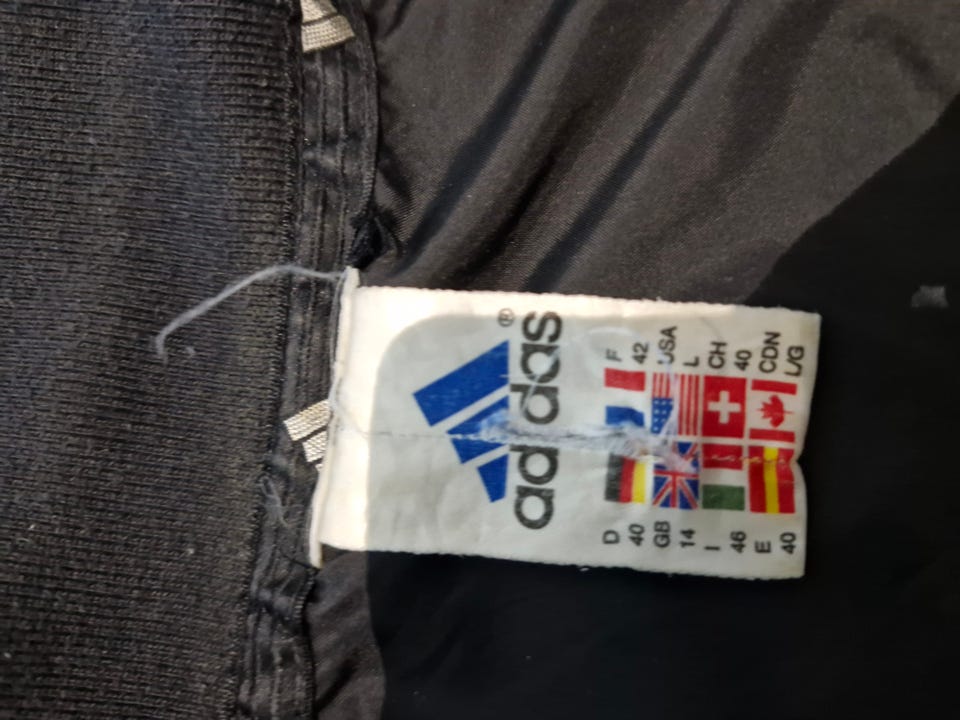 ®
adidas
D F
40 42
GB USA
14 L
I CH
46 40
E CDN
40 L/G